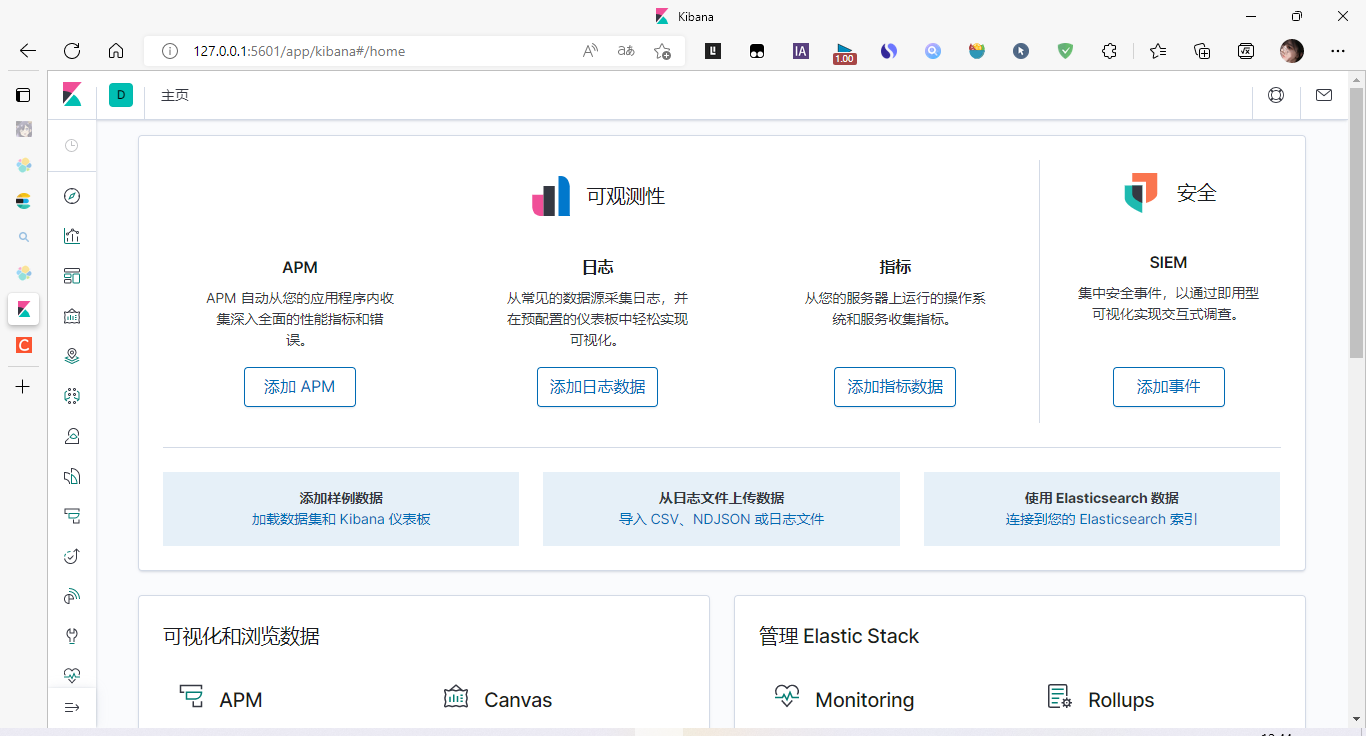 Kibana
127.0.0.1:5601/app/kibana#/home
1.00
D
主页
可观测性
安全
APM
APM 自动从您的应用程序内收
集深入全面的性能指标和错
误。
添加 APM
日志
从常见的数据源采集日志，并
在预配置的仪表板中轻松实现
可视化。
添加日志数据
指标
从您的服务器上运行的操作系
统和服务收集指标。
添加指标数据
SIEM
集中安全事件，以通过即用型
可视化实现交互式调查。
添加事件
添加样例数据
加载数据集和 Kibana 仪表板
从日志文件上传数据
导入 CSV、NDJSON 或日志文件
使用 Elasticsearch 数据
连接到您的 Elasticsearch 索引
可视化和浏览数据
APM
Canvas
管理 Elastic Stack
Monitoring
Rollups